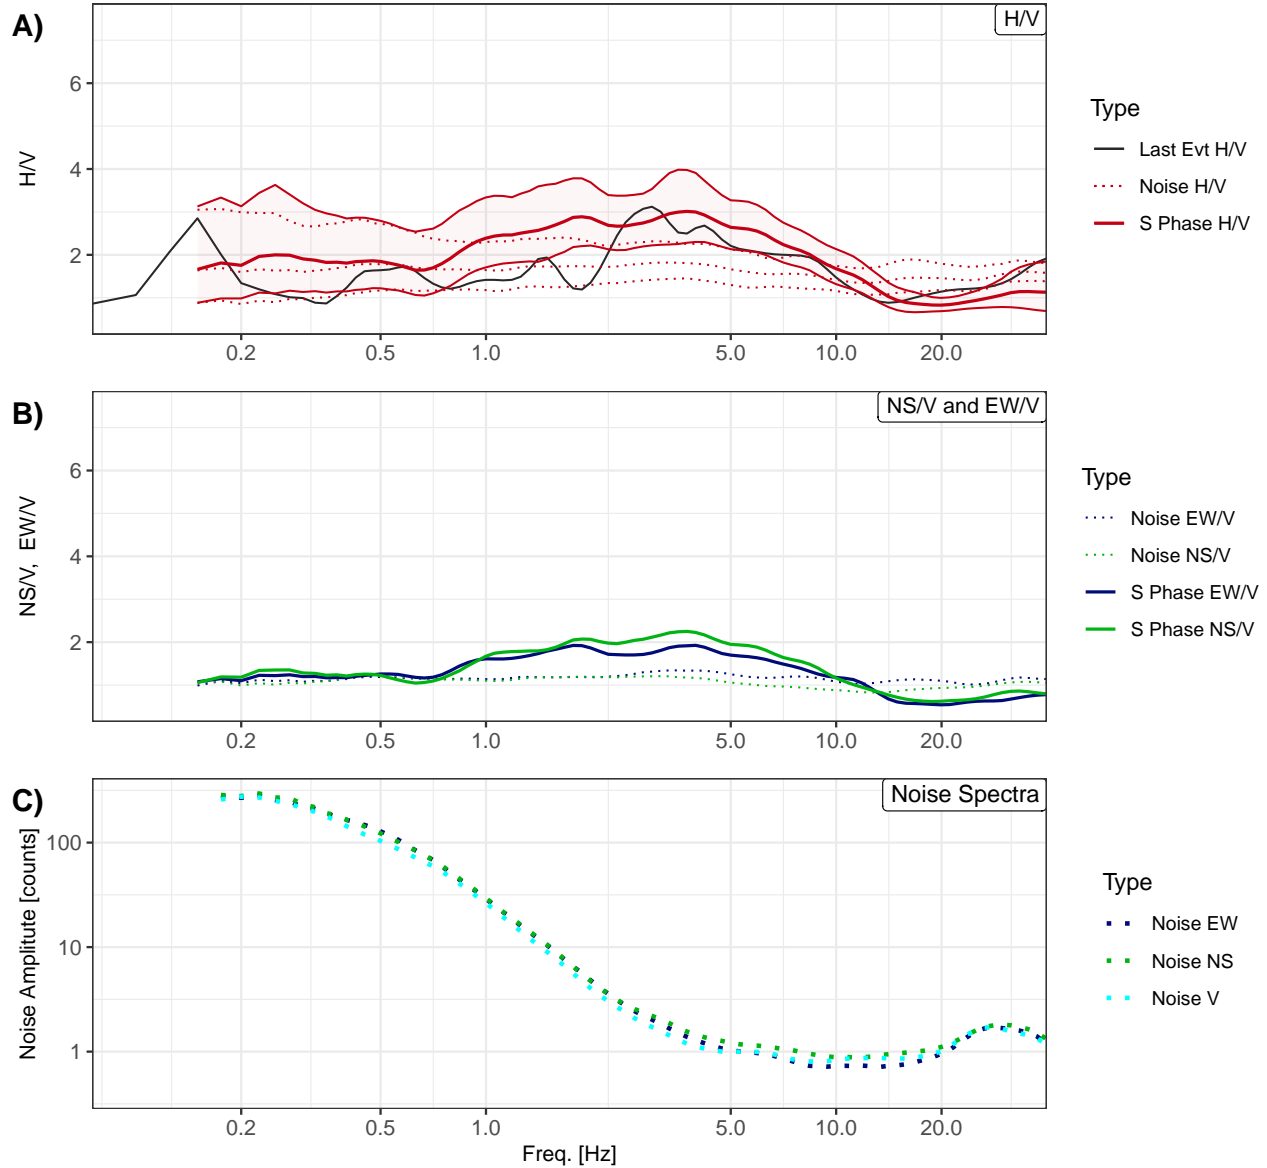 A)
H/V
6
4
2
H/V
0.2 0.5 1.0 5.0 10.0 20.0
Type
Last Evt H/V
Noise H/V
S Phase H/V
B)
NS/V and EW/V
6
4
2
NS/V, EW/V
0.2 0.5 1.0 5.0 10.0 20.0
Type
Noise EW/V
Noise NS/V
S Phase EW/V
S Phase NS/V
C)
Noise Spectra
100
10
1
Noise Amplitute [counts]
0.2 0.5 1.0 5.0 10.0 20.0
Freq. [Hz]
Type
Noise EW
Noise NS
Noise V